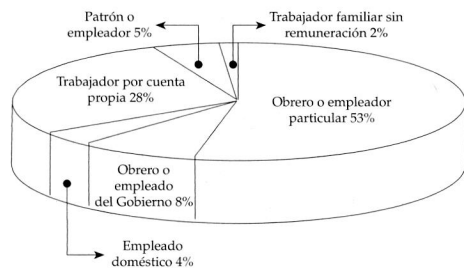 Patrón o
empleador 5%
Trabajador familiar sin
remuneración 2%
Trabajador por cuenta
propia 28%
Obrero o empleador
particular 53%
Obrero o
empleado
del Gobierno 8%
Empleado
doméstico 4%